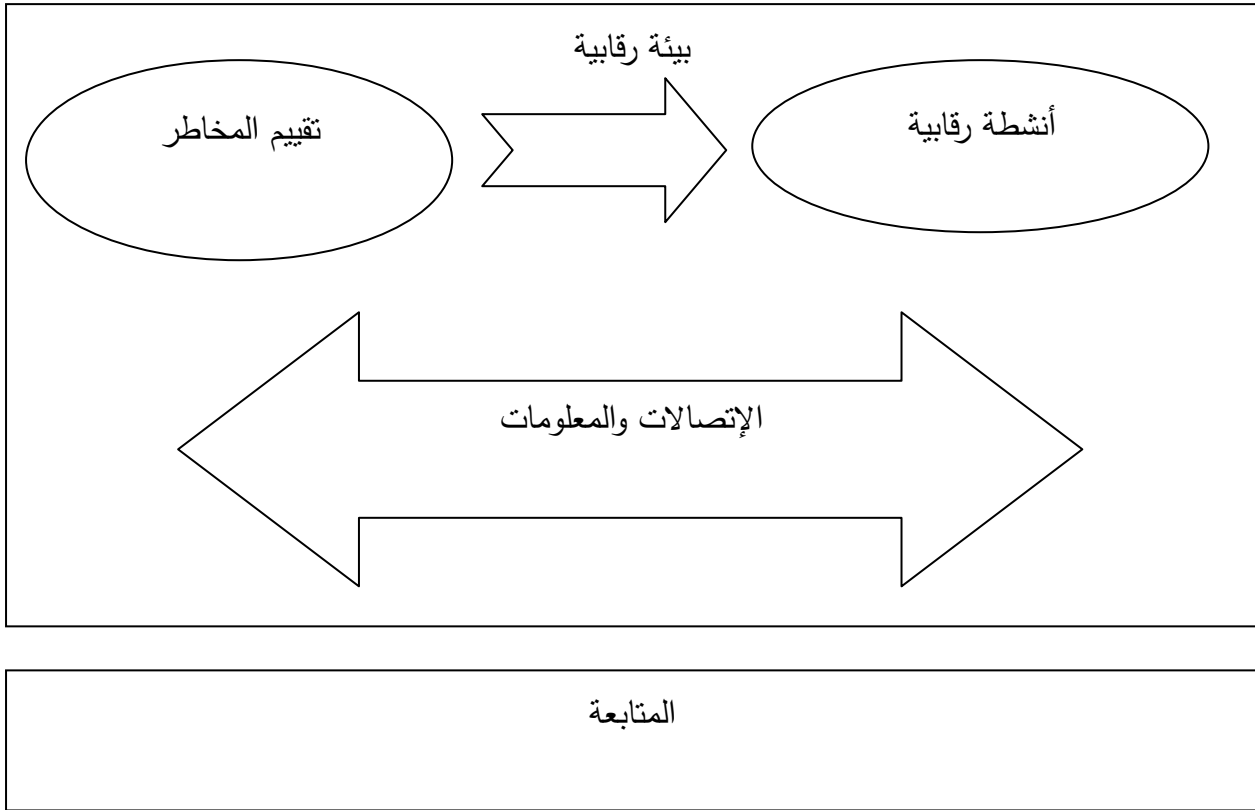 بيئة رقابية
أنشطة رقابية
تقييم المخاطر
الإتصالات والمعلومات
المتابعة